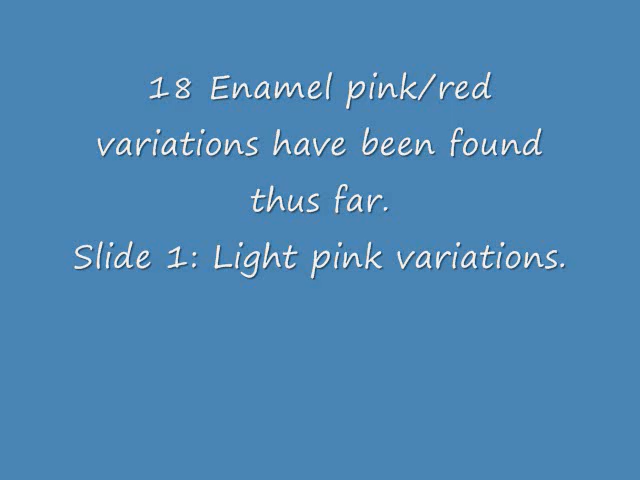 18 Enamel pink/red
variations have been found
thus far.
Slide 1: Light pink variations.